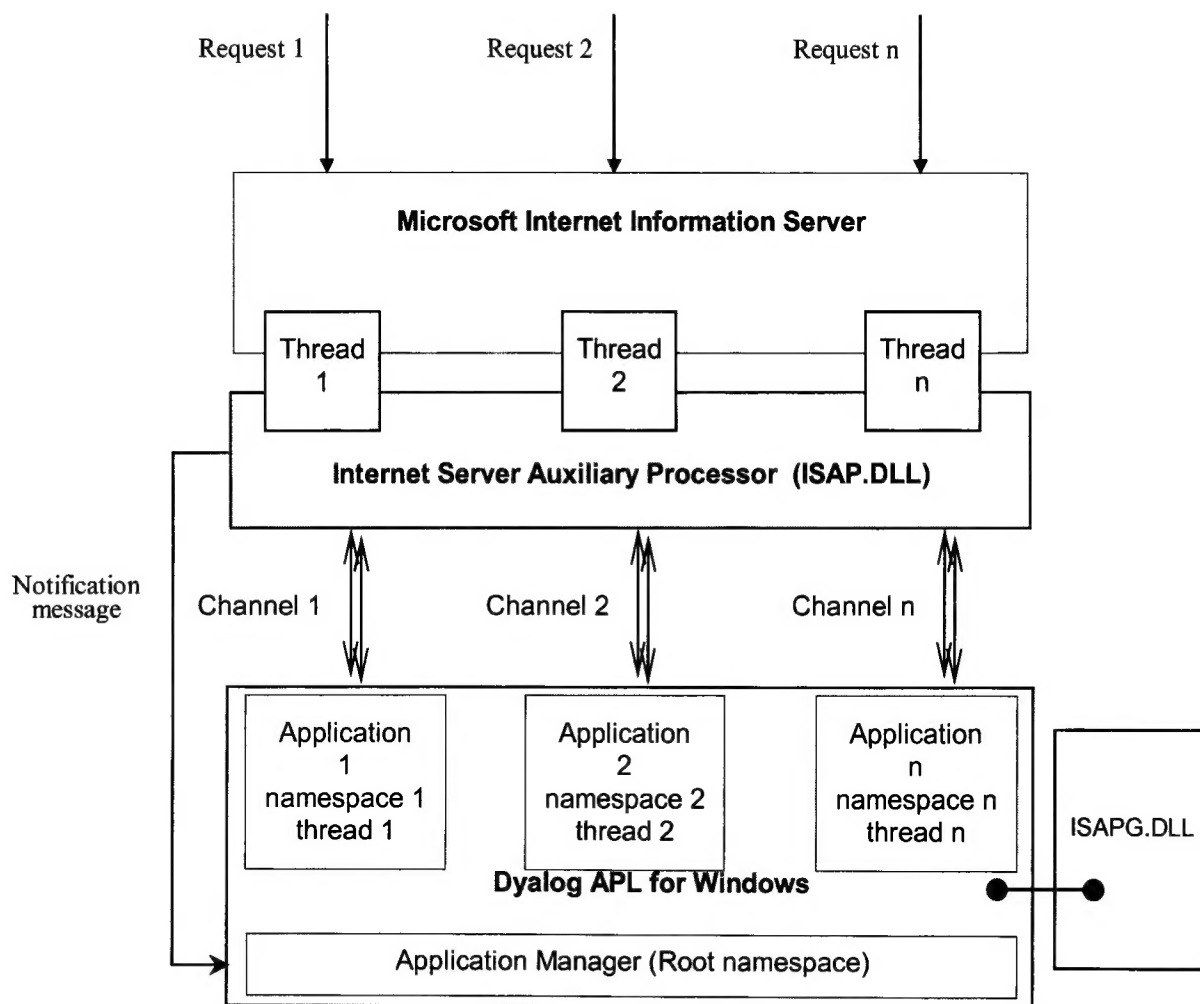 Request 1
Request 2
Request n
Microsoft Internet Information Server
Thread
1
Thread
2
Thread
n
Internet Server Auxiliary Processor (ISAP.DLL)
Notification
message
Channel 1
Channel 2
Channel n
Application
1
namespace 1
thread 1
Application
2
namespace 2
thread 2
Application
n
namespace n
thread n
ISAPG.DLL
Dyalog APL for Windows
Application Manager (Root namespace)